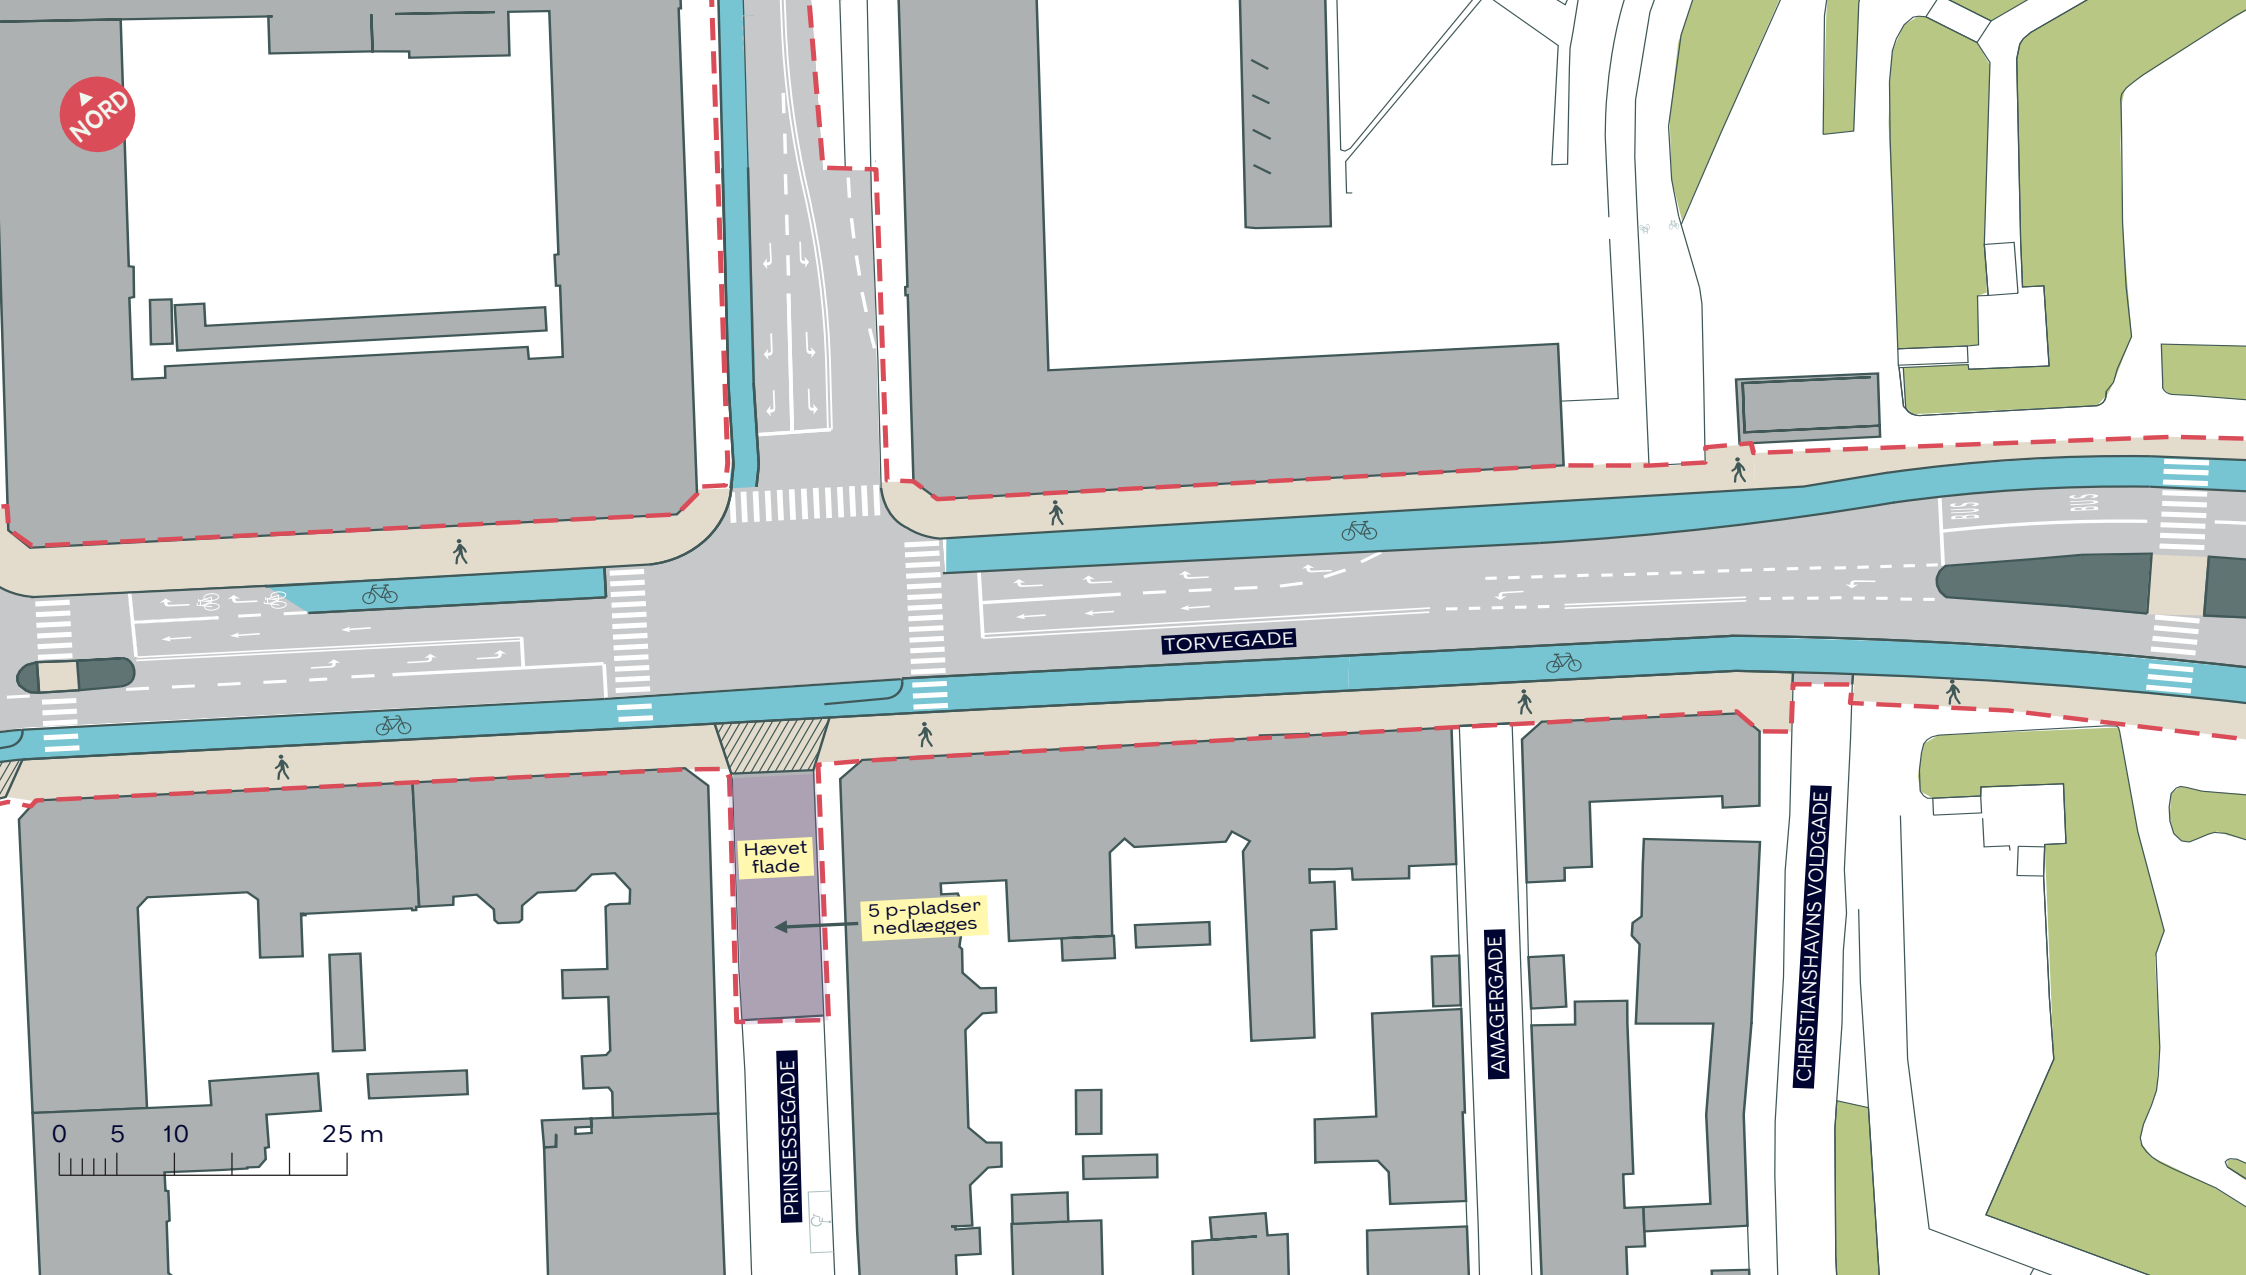 NORD
BUS
BUS
TORVEGADE
Hævet
flade
5 p-pladser
nedlægges
PRINSESSEGADE
AMAGERGADE
CHRISTIANSHAVNS VOLDGADE
0 5 10 25 m